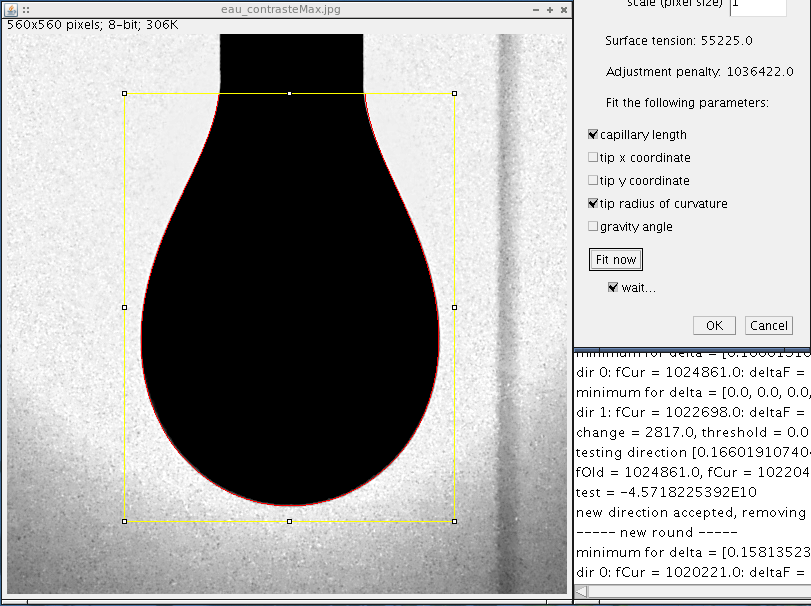 eau_contrasteMax.jpg
560x560 pixels; 8-bit; 306K
scale (pixel size) 1
Surface tension: 55225.0
Adjustment penalty: 1036422.0
Fit the following parameters:
capillary length
tip x coordinate
tip y coordinate
tip radius of curvature
gravity angle
Fit now
wait...
OK Cancel
minimum for delta =
dir 0: fCur = 1024861.0: deltaF =
minimum for delta = [0.0, 0.0, 0.0,
dir 1: fCur = 1022698.0: deltaF =
change = 2817.0, threshold = 0.0
testing direction [0.166019107404
fOld = 1024861.0, fCur = 102204
test = -4.5718225392E10
new direction accepted, removing
----- new round -----
minimum for delta = [0.15813523
dir 0: fCur = 1020221.0: deltaF =